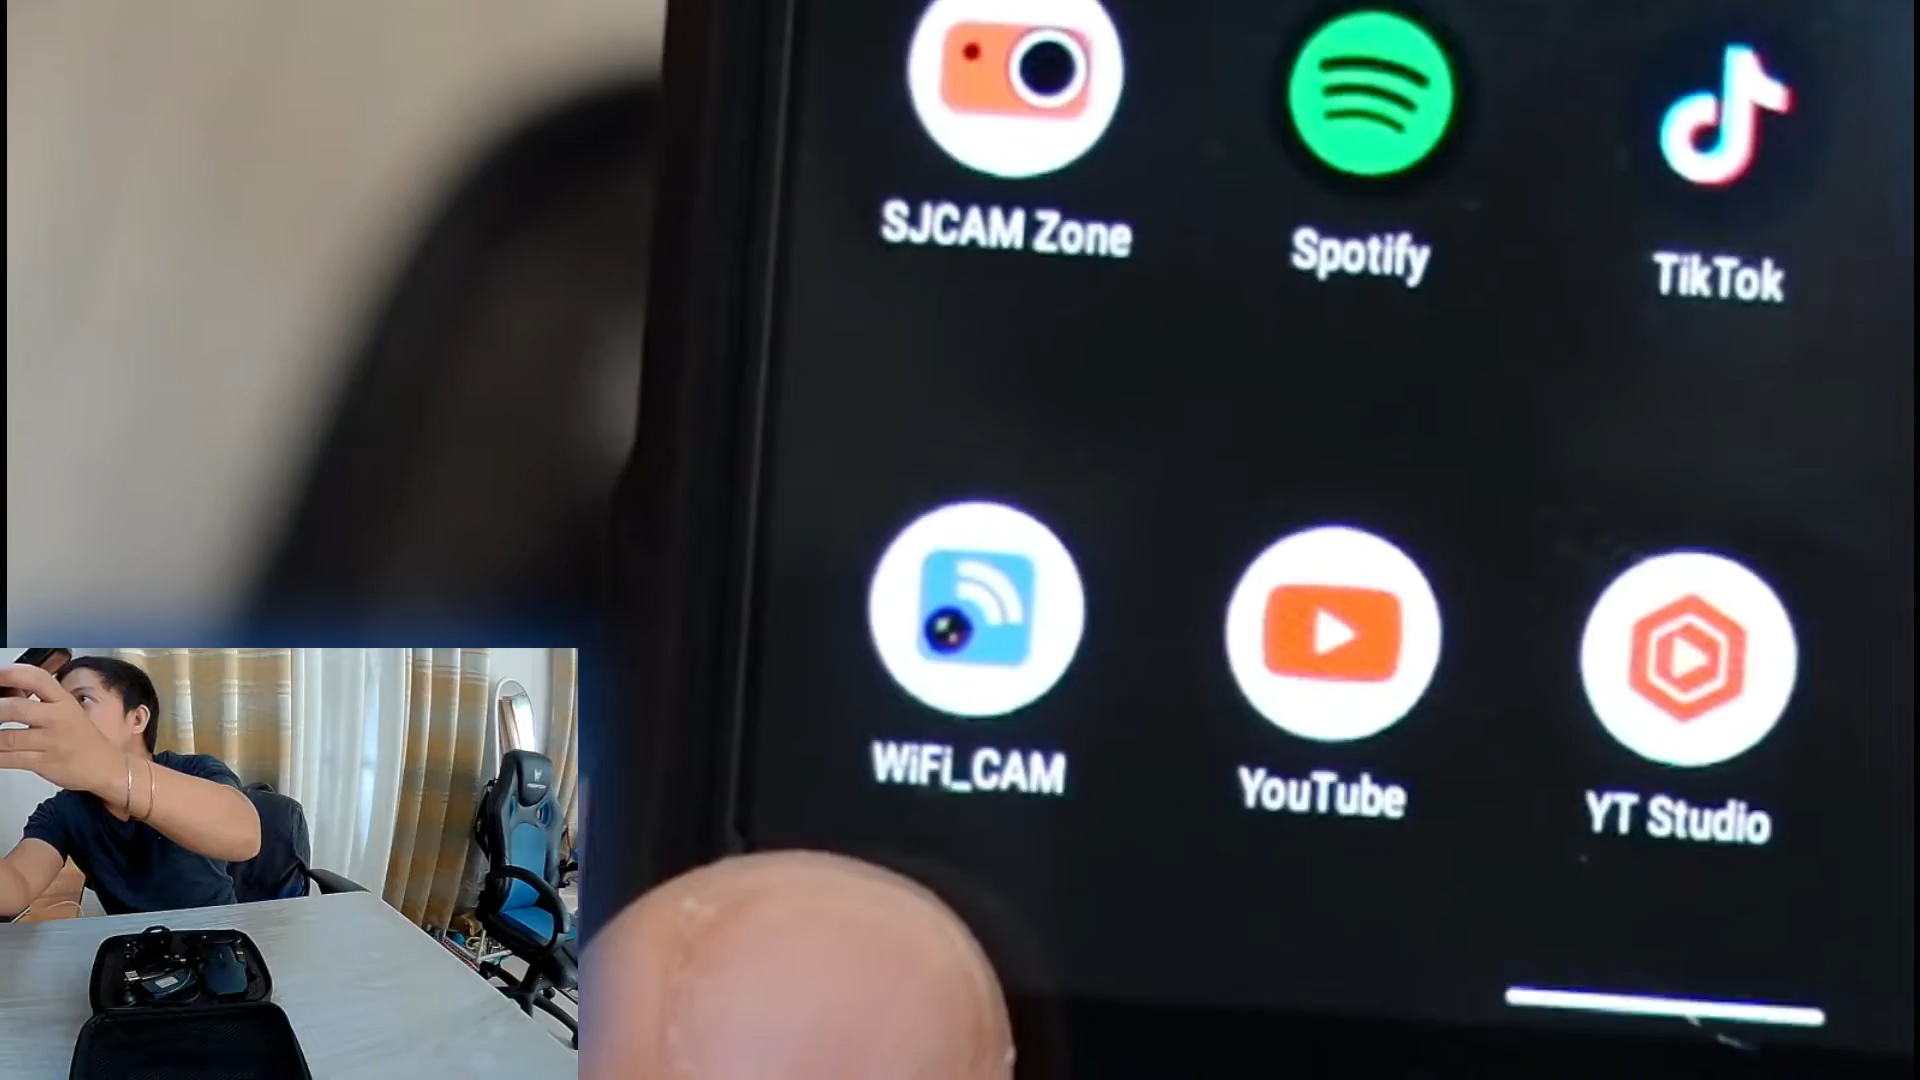 SJCAM Zone
Spotify
TikTok
WiFi_CAM
YouTube
YT Studio